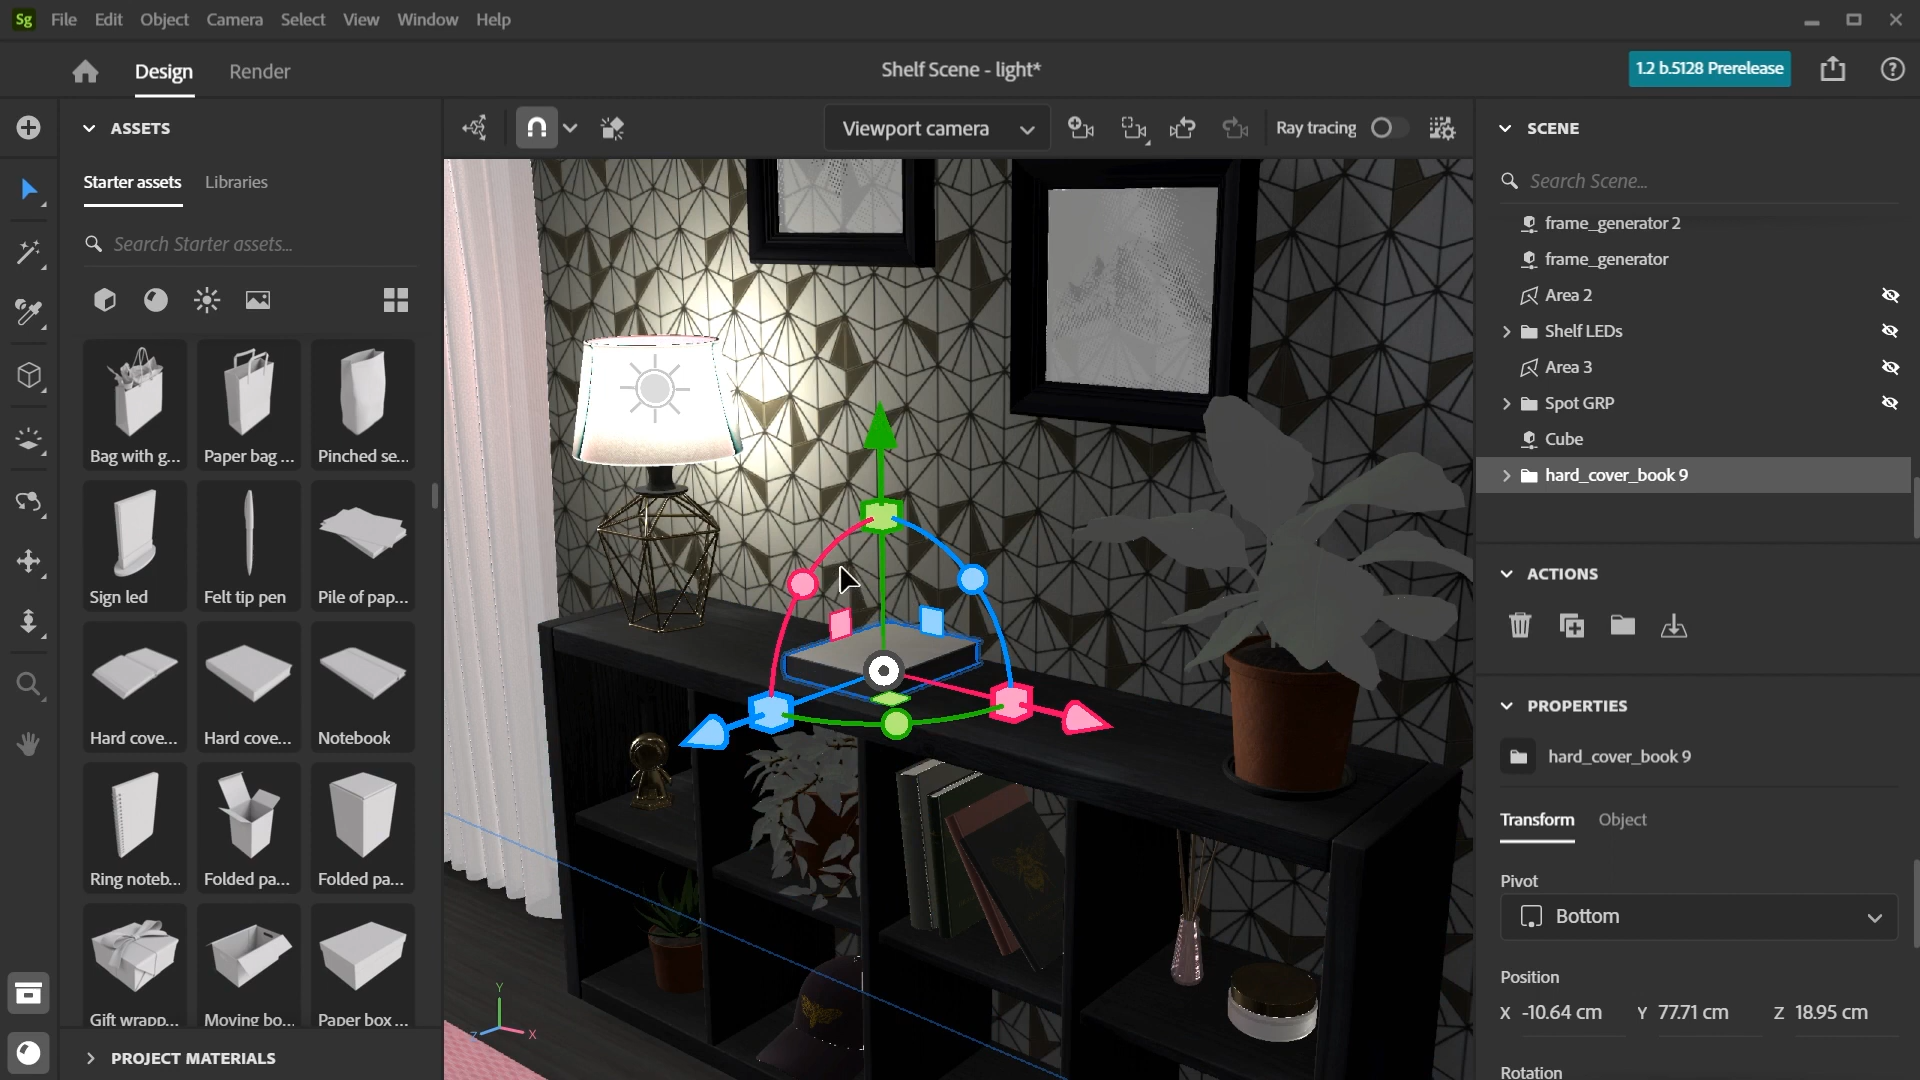 Sg File Edit Object Camera Select View Window Help
Design Render Shelf Scene - light* 1.2 b.5128 Prerelease
ASSETS
Starter assets Libraries
Search Starter assets...
Bag with g... Paper bag ... Pinched se...
Sign led Felt tip pen Pile of pap...
Hard cove... Hard cove... Notebook
Ring noteb... Folded pa... Folded pa...
Gift wrapp... Moving bo... Paper box ...
PROJECT MATERIALS
Viewport camera Ray tracing
Y
Z X
SCENE
Search Scene...
frame_generator 2
frame_generator
Area 2
Shelf LEDs
Area 3
Spot GRP
Cube
hard_cover_book 9
ACTIONS
PROPERTIES
hard_cover_book 9
Transform Object
Pivot
Bottom
Position
X -10.64 cm Y 77.71 cm Z 18.95 cm
Rotation